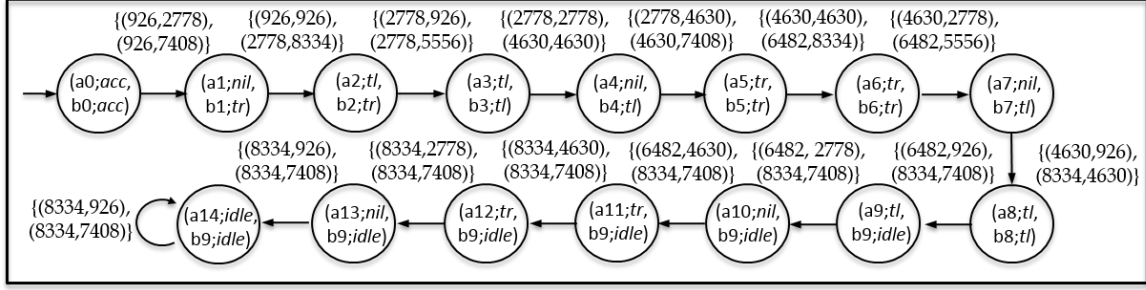 {(926,2778),
(926,7408)}
{(926,926),
(2778,8334)}
{(2778,926),
(2778,5556)}
{(2778,2778),
(4630,4630)}
{(2778,4630),
(4630,7408)}
{(4630,4630),
(6482,8334)}
{(4630,2778),
(6482,5556)}
(a0;acc,
b0;acc)
(a1;nil,
b1;tr)
(a2;tl,
b2;tr)
(a3;tl,
b3;tl)
(a4;nil,
b4;tl)
(a5;tr,
b5;tr)
(a6;tr,
b6;tr)
(a7;nil,
b7;tl)
{(8334,926),
(8334,7408)}
{(8334,2778),
(8334,7408)}
{(8334,4630),
(8334,7408)}
{(6482,4630),
(8334,7408)}
{(6482, 2778),
(8334,7408)}
{(6482,926),
(8334,7408)}
{(4630,926),
(8334,4630)}
{(8334,926),
(8334,7408)}
(a14;idle,
b9;idle)
(a13;nil,
b9;idle)
(a12;tr,
b9;idle)
(a11;tr,
b9;idle)
(a10;nil,
b9;idle)
(a9;tl,
b9;idle)
(a8;tl,
b8;tl)